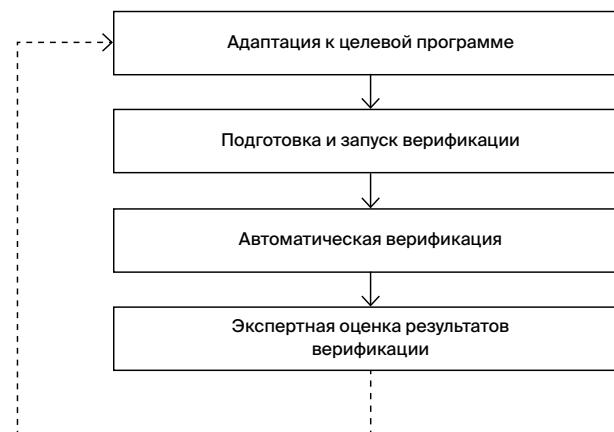 Адаптация к целевой программе
Подготовка и запуск верификации
Автоматическая верификация
Экспертная оценка результатов
верификации